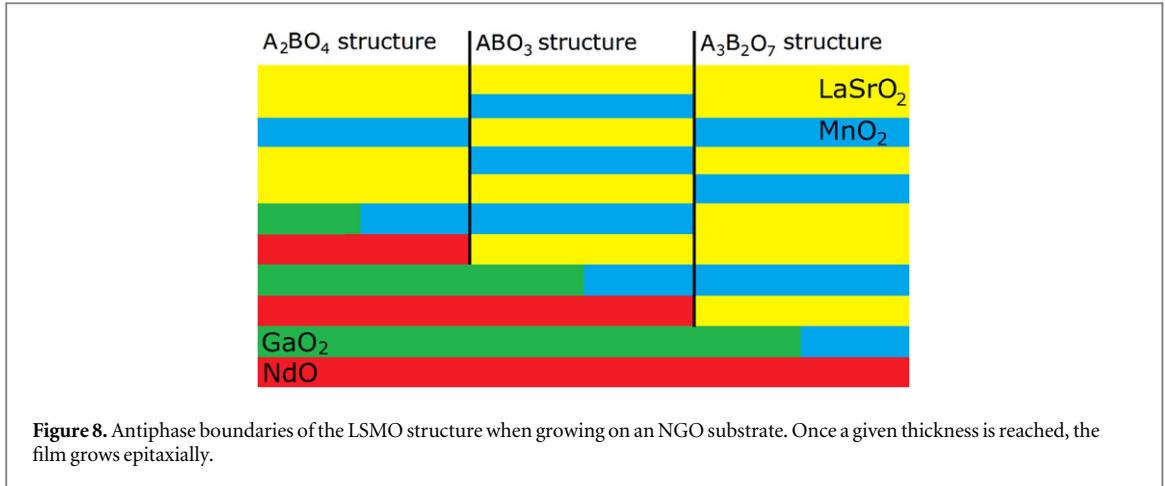 A₂BO₄ structure
ABO₃ structure
A₃B₂O₇ structure
LaSrO₂
MnO₂
GaO₂
NdO
Figure 8. Antiphase boundaries of the LSMO structure when growing on an NGO substrate. Once a given thickness is reached, the
film grows epitaxially.